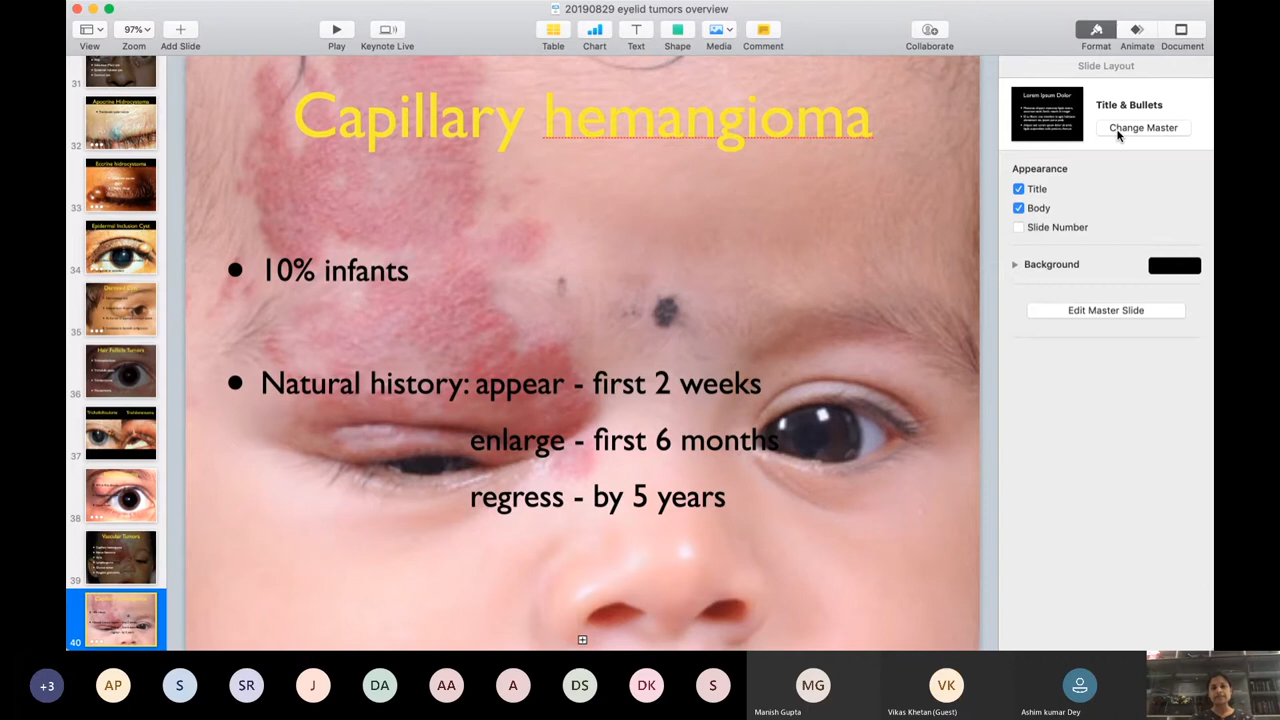 20190829 eyelid tumors overview
97%
View
Zoom
Add Slide
Play
Keynote Live
Table
Chart
Text
Shape
Media
Comment
Collaborate
Format
Animate
Document
Slide Layout
31
Apocrine Hidrocystoma
32
Eccrine hidrocystoma
33
Epidermal Inclusion Cyst
34
Dermoid Cyst
35
Hair Follicle Tumors
36
37
38
Vascular Tumors
39
40
Capillary hemangioma
• 10% infants
• Natural history: appear - first 2 weeks
enlarge - first 6 months
regress - by 5 years
Lorem Ipsum Dolor
Title & Bullets
Change Master
Appearance
Title
Body
Slide Number
Background
Edit Master Slide
+3
AP
S
SR
J
DA
AA
A
DS
DK
S
MG
Manish Gupta
VK
Vikas Khetan (Guest)
Ashim kumar Dey